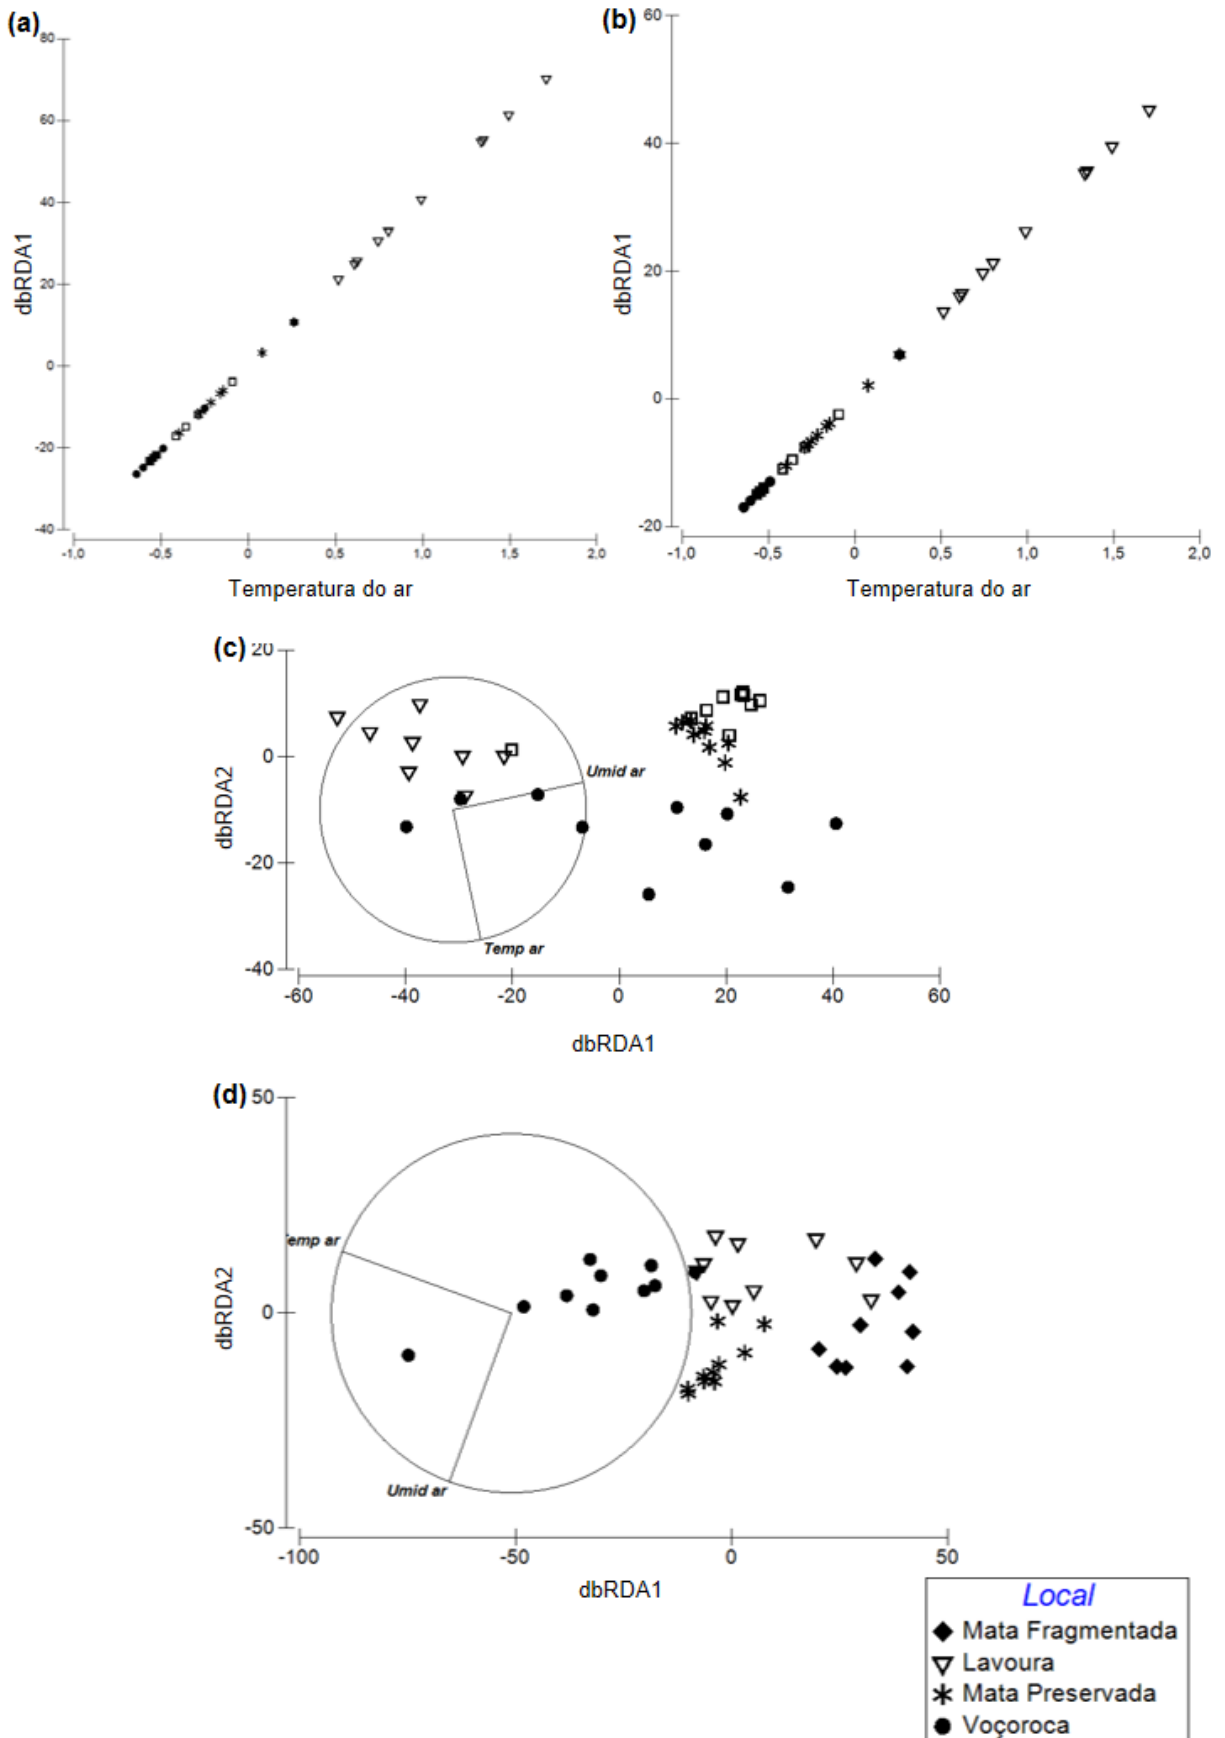 (a)
80
60
40
20
0
-20
-40
dbRDA1
-1,0 -0,5 0 0,5 1,0 1,5 2,0
Temperatura do ar
(b)
60
40
20
0
-20
dbRDA1
-1,0 -0,5 0 0,5 1,0 1,5 2,0
Temperatura do ar
(c)
20
0
-20
-40
dbRDA2
Umid ar
Temp ar
-60 -40 -20 0 20 40 60
dbRDA1
(d)
50
0
-50
dbRDA2
emp ar
Umid ar
-100 -50 0 50
dbRDA1
Local
Mata Fragmentada
Lavoura
Mata Preservada
Voçoroca